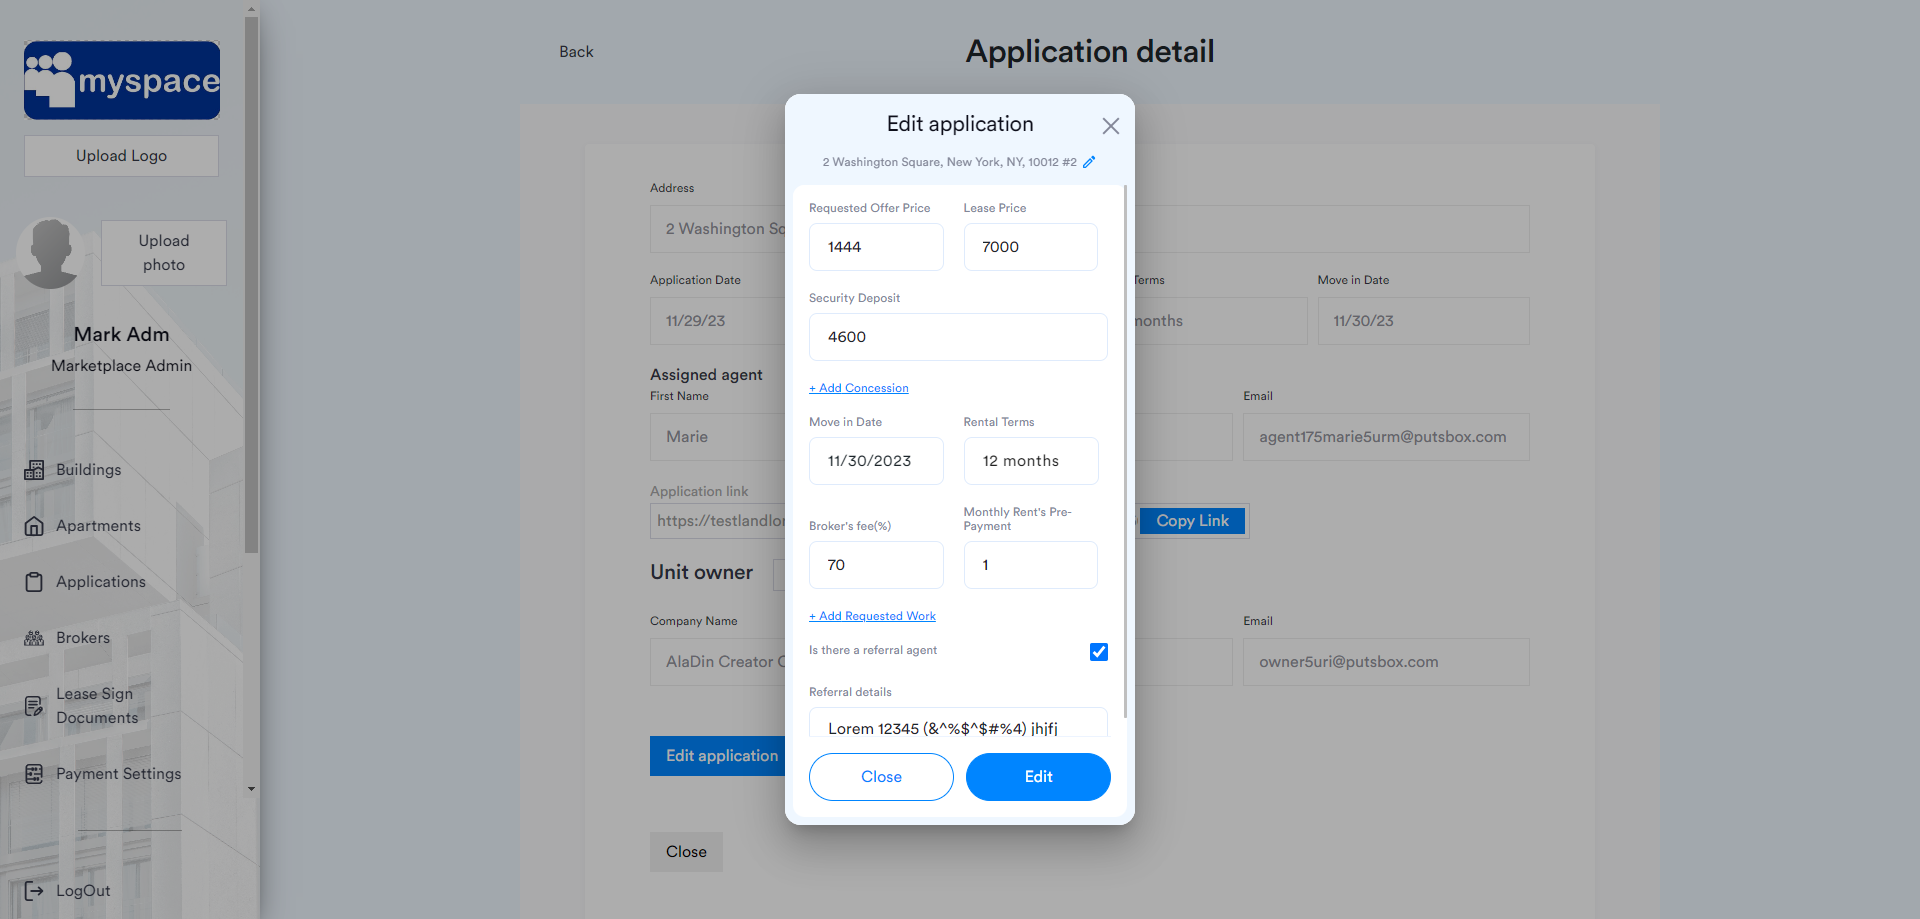 myspace
Upload Logo
Upload
photo
Mark Adm
Marketplace Admin
Buildings
Apartments
Applications
Brokers
Lease Sign
Documents
Payment Settings
LogOut
Back
Application detail
Address
2 Washington
Application Date
11/29/23
Terms
months
Move in Date
11/30/23
Assigned agent
First Name
Marie
Email
agent175marie5urm@putsbox.com
Application link
https://testlandlor
Copy Link
Unit owner
Company Name
AlaDin Creator
Email
owner5uri@putsbox.com
Edit application
Close
Edit application
2 Washington Square, New York, NY, 10012 #2
Requested Offer Price
1444
Lease Price
7000
Security Deposit
4600
+ Add Concession
Move in Date
11/30/2023
Rental Terms
12 months
Broker's fee(%)
70
Monthly Rent's Pre-
Payment
1
+ Add Requested Work
Is there a referral agent
Referral details
Lorem 12345 (&^%$^$#%4) jhjfj
Close
Edit